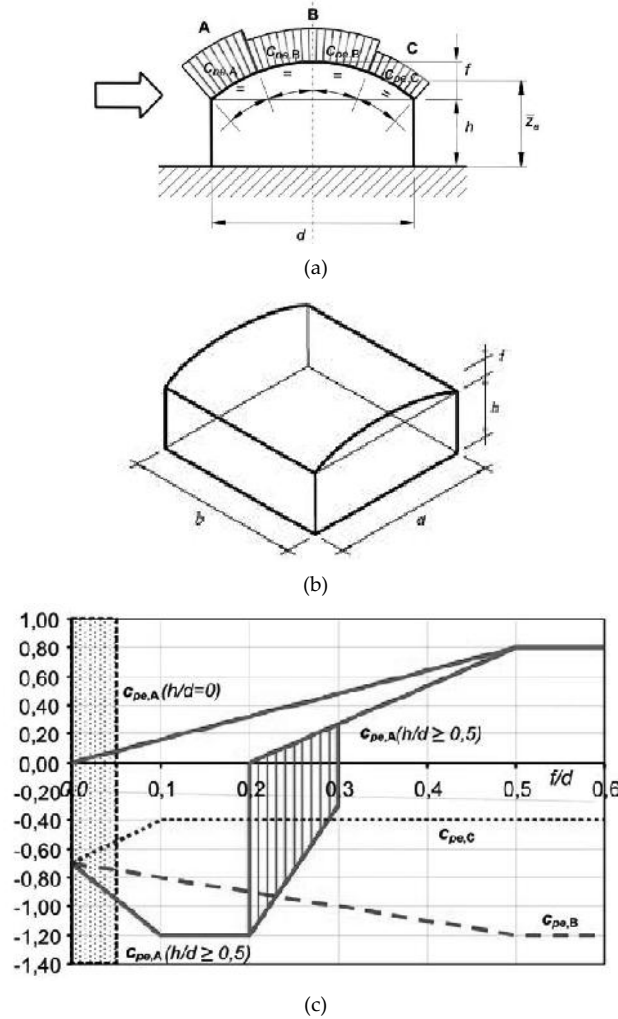 A
B
C
c_pe,A
c_pe,B
c_pe,B
c_pe,C
= = = =
f
h
z̄_e
d
(a)
f
h
b
a
(b)
1,00
0,80
0,60
0,40
0,20
0,00
-0,20
-0,40
-0,60
-0,80
-1,00
-1,20
-1,40
0,0 0,1 0,2 0,3 0,4 0,5 0,6
f/d
c_pe,A (h/d=0)
c_pe,A (h/d ≥ 0,5)
c_pe,C
c_pe,B
c_pe,A (h/d ≥ 0,5)
(c)